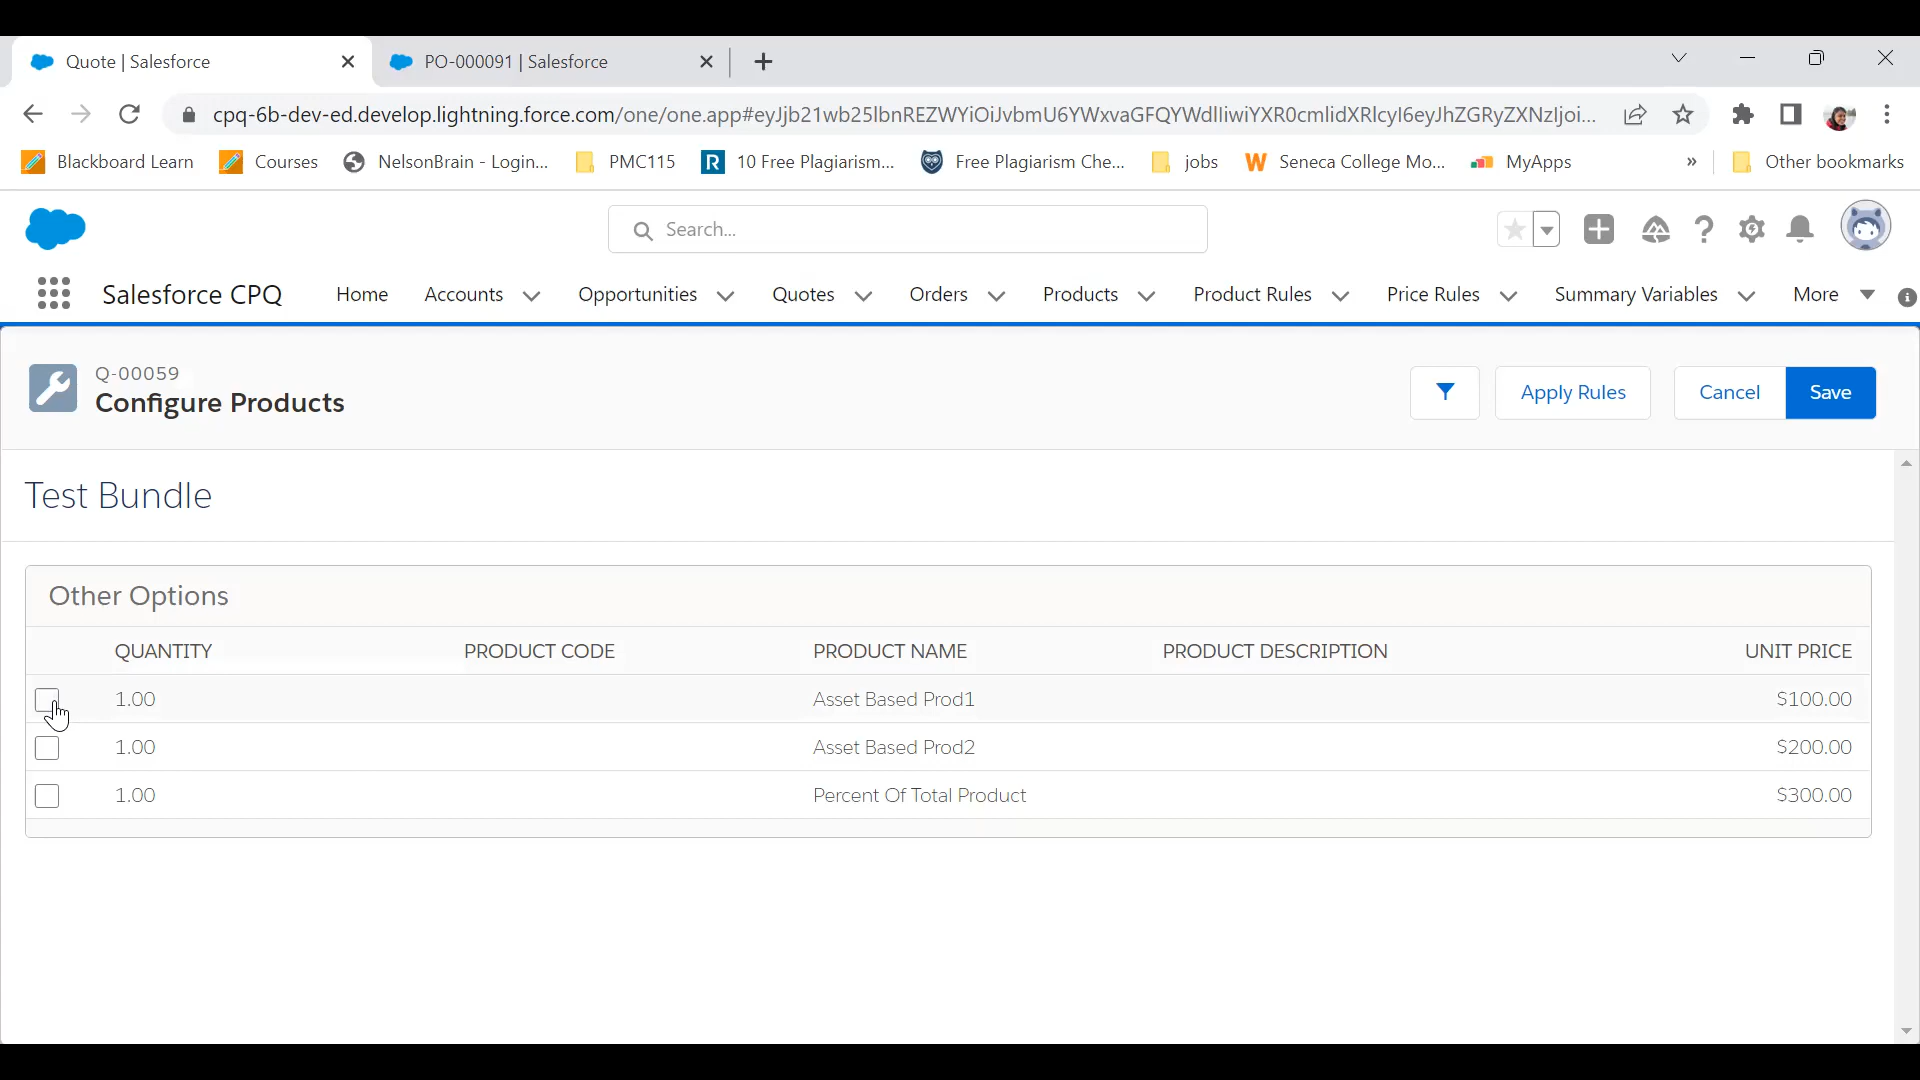 Quote | Salesforce
PO-000091 | Salesforce
cpq-6b-dev-ed.develop.lightning.force.com/one/one.app#eyJjb21wb25lbnREZWYiOiJvbmU6YWxvaGFQYWdlIiwiYXR0cmlidXRlcyI6eyJhZGRyZXNzIjoi...
Blackboard Learn Courses NelsonBrain - Login... PMC115 10 Free Plagiarism... Free Plagiarism Che... jobs Seneca College Mo... MyApps » Other bookmarks
Search...
Salesforce CPQ Home Accounts Opportunities Quotes Orders Products Product Rules Price Rules Summary Variables More
Q-00059
Configure Products
Apply Rules Cancel Save
Test Bundle
Other Options
QUANTITY PRODUCT CODE PRODUCT NAME PRODUCT DESCRIPTION UNIT PRICE
1.00 Asset Based Prod1 $100.00
1.00 Asset Based Prod2 $200.00
1.00 Percent Of Total Product $300.00